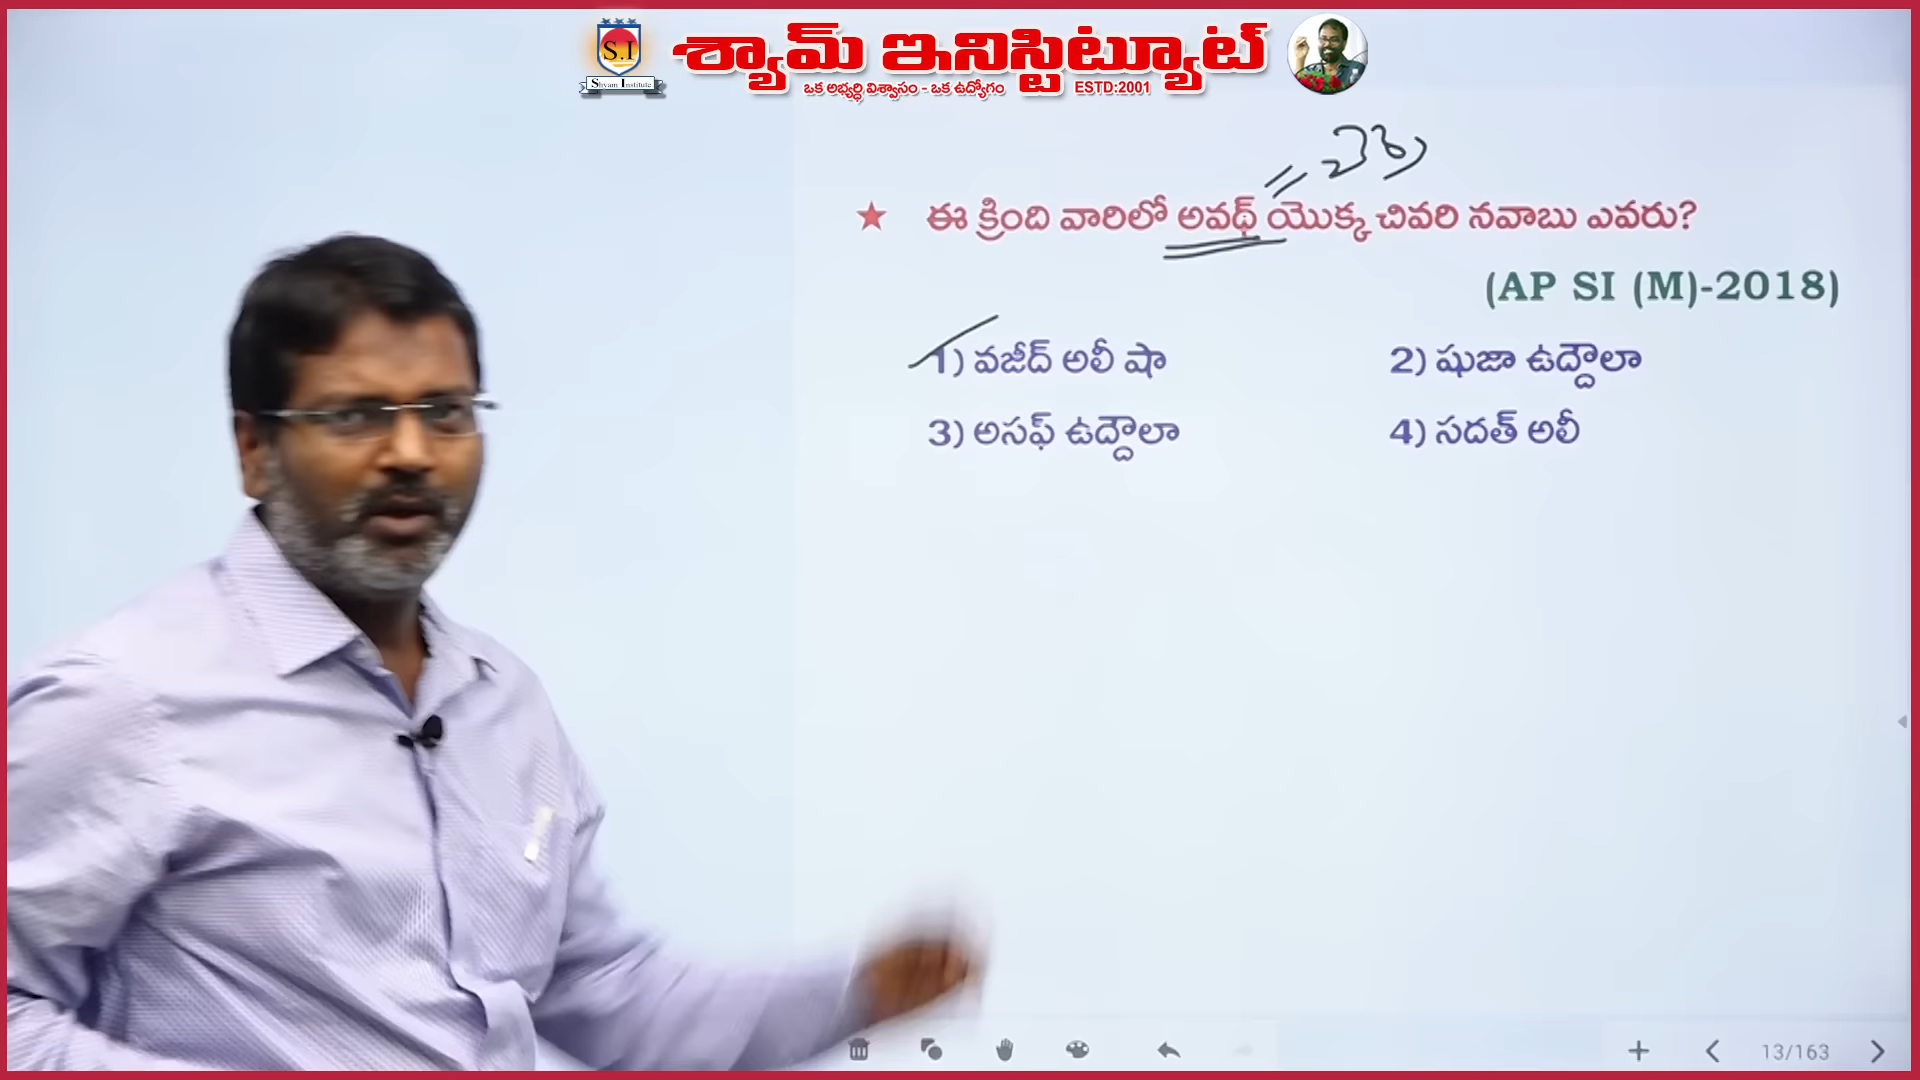 S.I
Shyam Institute
శ్యామ్ ఇనిస్టిట్యూట్
ఒక అభ్యర్ధి విశ్వాసం - ఒక ఉద్యోగం ESTD:2001
★ ఈ క్రింది వారిలో అవధ్ యొక్క చివరి నవాబు ఎవరు?
(AP SI (M)-2018)
1) వజీద్ అలీ షా 2) షుజా ఉద్దౌలా
3) అసఫ్ ఉద్దౌలా 4) సదత్ అలీ
13/163